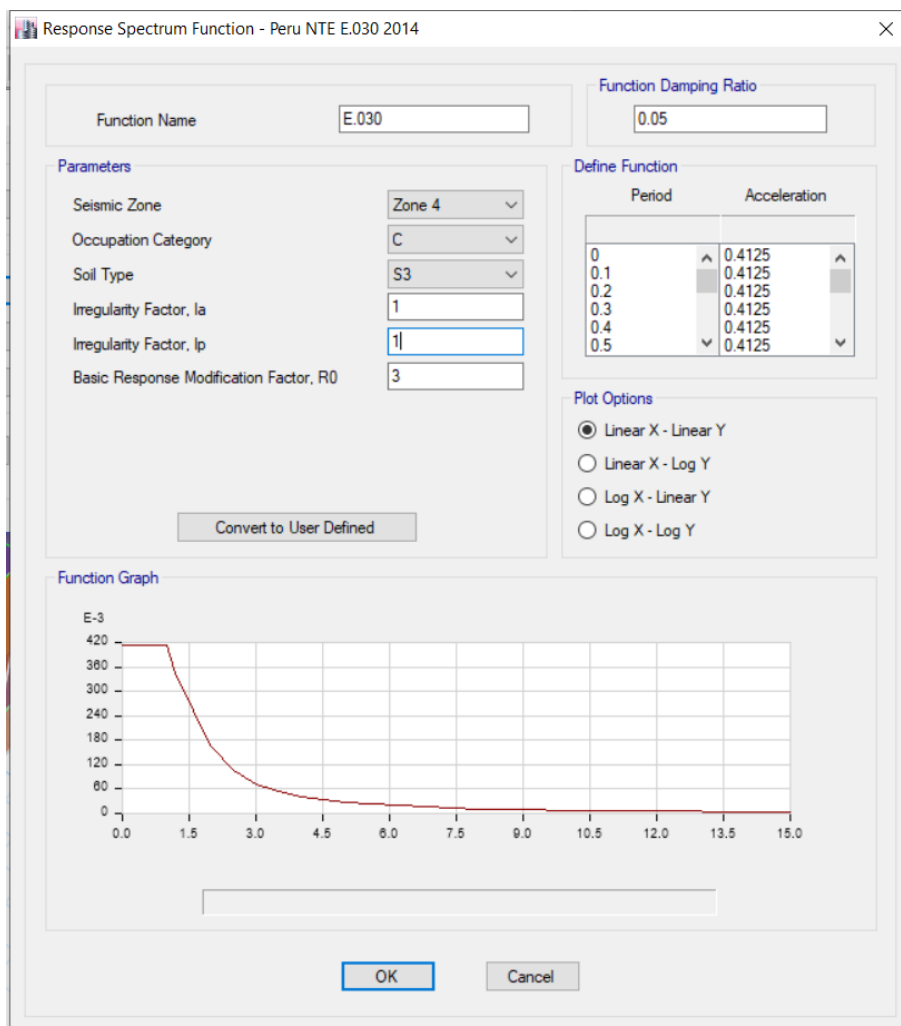 Response Spectrum Function - Peru NTE E.030 2014
Function Name
E.030
Function Damping Ratio
0.05
Parameters
Seismic Zone
Zone 4
Occupation Category
C
Soil Type
S3
Irregularity Factor, Ia
1
Irregularity Factor, Ip
1
Basic Response Modification Factor, R0
3
Convert to User Defined
Define Function
Period Acceleration
0 0.4125
0.1 0.4125
0.2 0.4125
0.3 0.4125
0.4 0.4125
0.5 0.4125
Plot Options
Linear X - Linear Y
Linear X - Log Y
Log X - Linear Y
Log X - Log Y
Function Graph
E-3
420
360
300
240
180
120
60
0
0.0 1.5 3.0 4.5 6.0 7.5 9.0 10.5 12.0 13.5 15.0
OK
Cancel